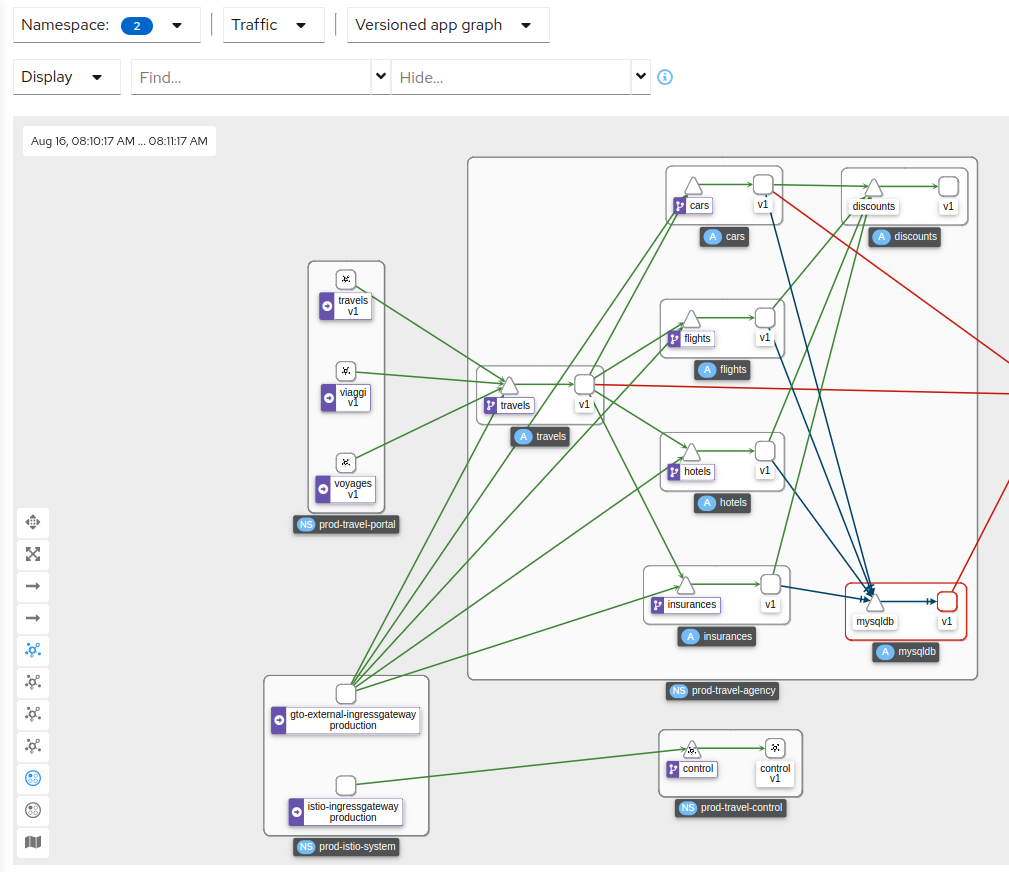 Namespace: 2
Traffic
Versioned app graph
Display
Find...
Hide...
Aug 16, 08:10:17 AM ... 08:11:17 AM
cars
v1
A cars
discounts
v1
A discounts
travels
v1
viaggi
v1
voyages
v1
NS prod-travel-portal
flights
v1
A flights
travels
v1
A travels
hotels
v1
A hotels
insurances
v1
A insurances
mysqldb
v1
A mysqldb
NS prod-travel-agency
gto-external-ingressgateway
production
istio-ingressgateway
production
NS prod-istio-system
control
control
v1
NS prod-travel-control